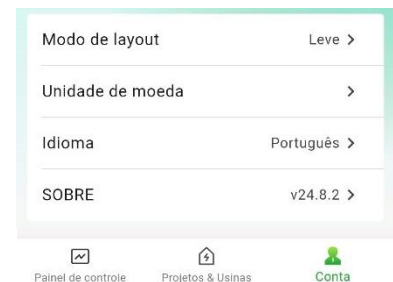 Modo de layout Leve >
Unidade de moeda >
Idioma Português >
SOBRE v24.8.2 >
Painel de controle Projetos & Usinas Conta